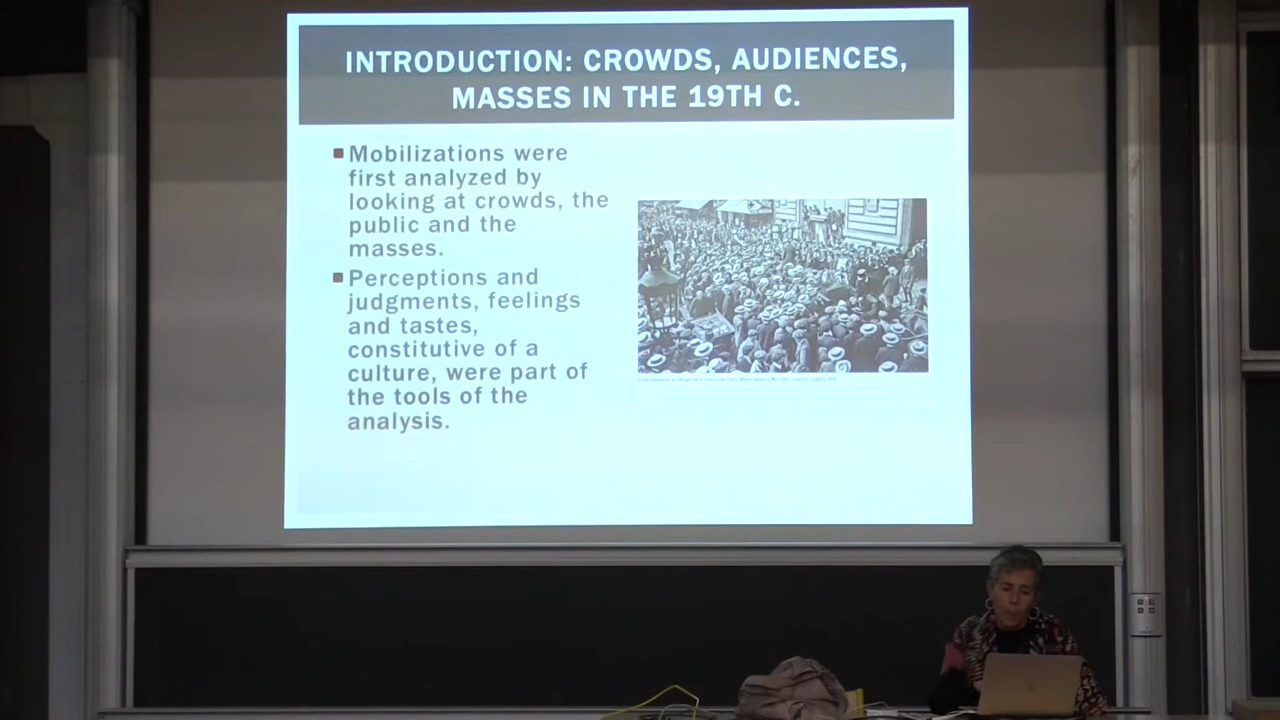 INTRODUCTION: CROWDS, AUDIENCES,
MASSES IN THE 19TH C.
Mobilizations were
first analyzed by
looking at crowds, the
public and the
masses.
Perceptions and
judgments, feelings
and tastes,
constitutive of a
culture, were part of
the tools of the
analysis.